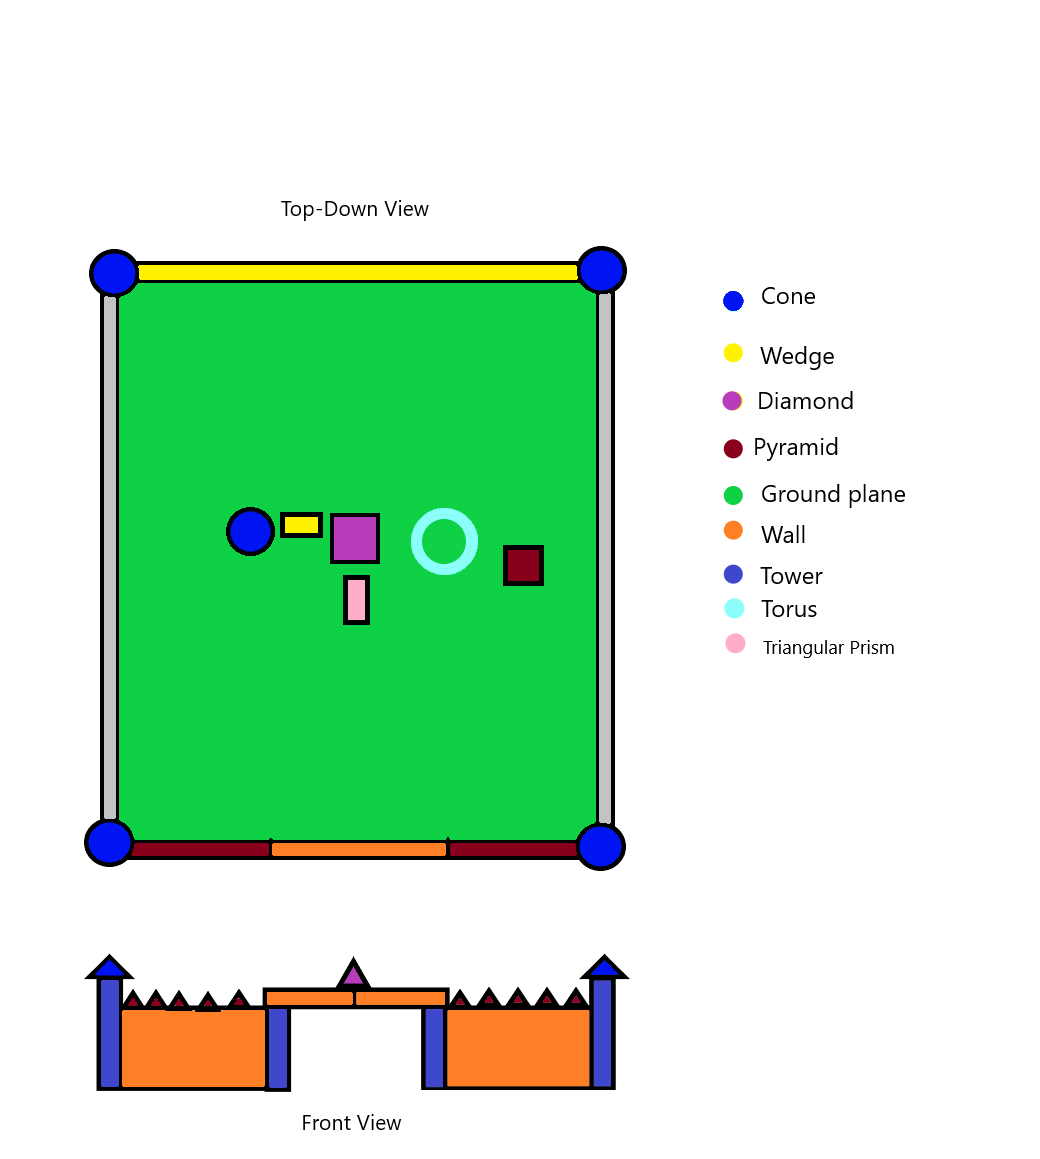 Top-Down View
Cone
Wedge
Diamond
Pyramid
Ground plane
Wall
Tower
Torus
Triangular Prism
Front View